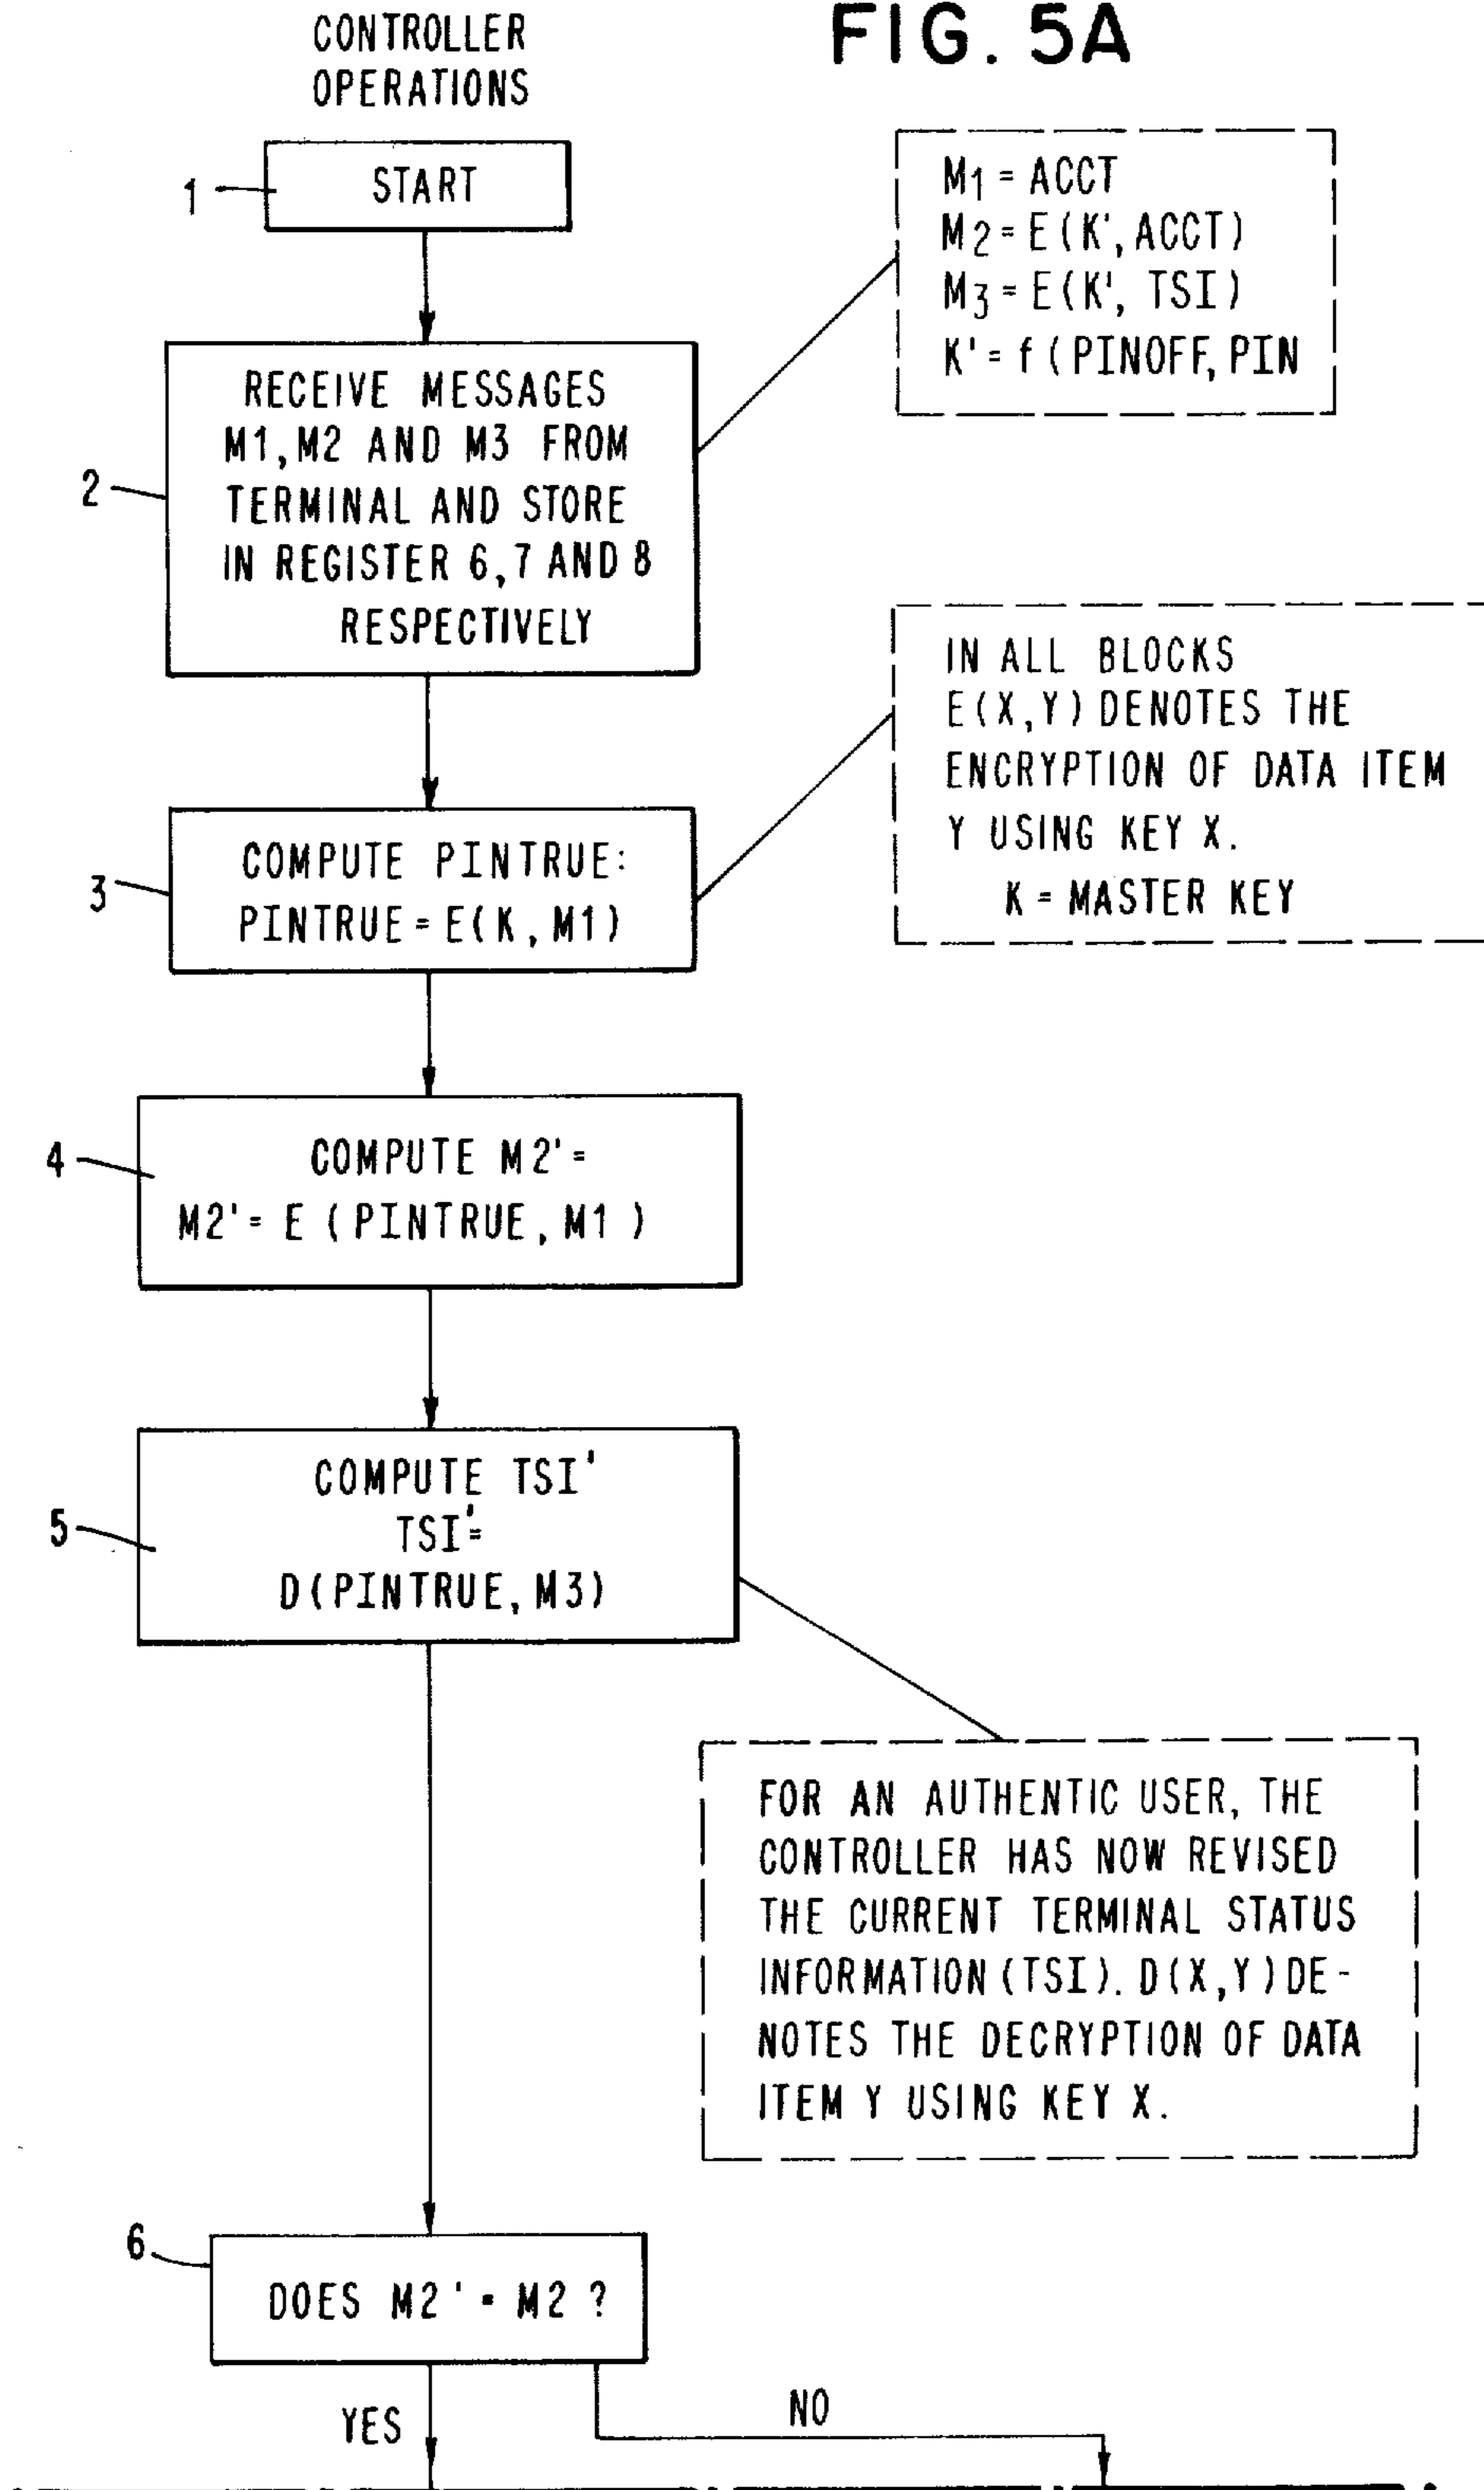 CONTROLLER
OPERATIONS
FIG. 5A
1
START
M1 = ACCT
M2 = E (K', ACCT)
M3 = E (K', TSI)
K' = f (PINOFF, PIN
2
RECEIVE MESSAGES
M1, M2 AND M3 FROM
TERMINAL AND STORE
IN REGISTER 6, 7 AND 8
RESPECTIVELY
IN ALL BLOCKS
E(X,Y) DENOTES THE
ENCRYPTION OF DATA ITEM
Y USING KEY X.
K = MASTER KEY
3
COMPUTE PINTRUE:
PINTRUE = E(K, M1)
4
COMPUTE M2' =
M2' = E ( PINTRUE, M1 )
5
COMPUTE TSI'
TSI' =
D(PINTRUE, M3)
FOR AN AUTHENTIC USER, THE
CONTROLLER HAS NOW REVISED
THE CURRENT TERMINAL STATUS
INFORMATION (TSI). D(X,Y) DE-
NOTES THE DECRYPTION OF DATA
ITEM Y USING KEY X.
6
DOES M2' = M2 ?
YES
NO